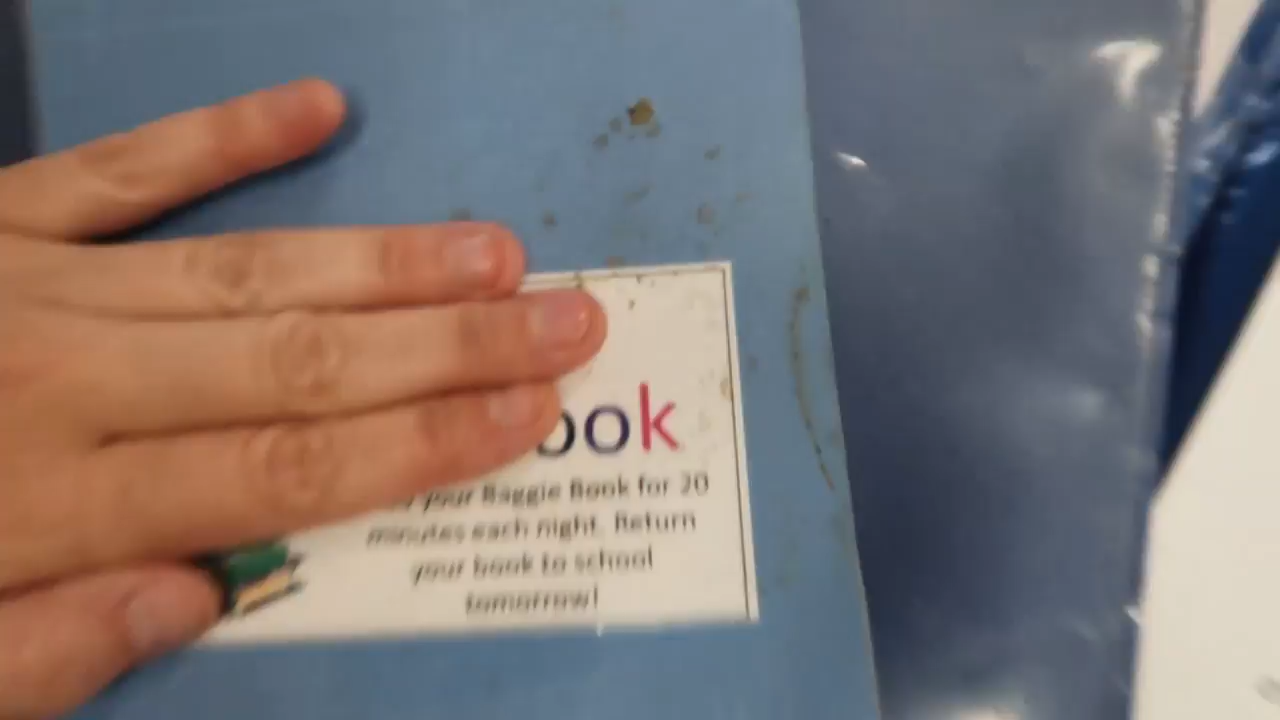 ook
your Baggie Book for 20
minutes each night. Return
your book to school
tomorrow!